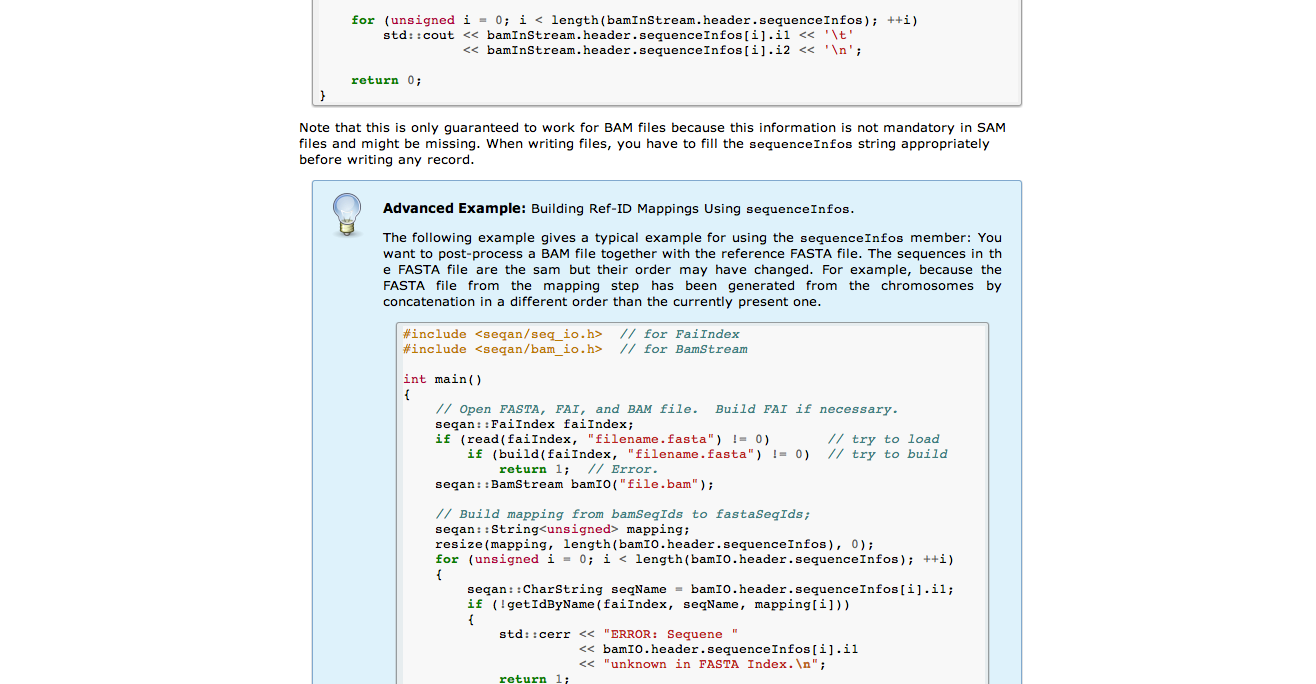 for (unsigned i = 0; i < length(bamInStream.header.sequenceInfos); ++i)
std::cout << bamInStream.header.sequenceInfos[i].i1 << '\t'
<< bamInStream.header.sequenceInfos[i].i2 << '\n';
return 0;
}
Note that this is only guaranteed to work for BAM files because this information is not mandatory in SAM
files and might be missing. When writing files, you have to fill the sequenceInfos string appropriately
before writing any record.
Advanced Example: Building Ref-ID Mappings Using sequenceInfos.
The following example gives a typical example for using the sequenceInfos member: You
want to post-process a BAM file together with the reference FASTA file. The sequences in th
e FASTA file are the sam but their order may have changed. For example, because the
FASTA file from the mapping step has been generated from the chromosomes by
concatenation in a different order than the currently present one.
#include <seqan/seq_io.h>  // for FaiIndex
#include <seqan/bam_io.h>  // for BamStream
int main()
{
// Open FASTA, FAI, and BAM file.  Build FAI if necessary.
seqan::FaiIndex faiIndex;
if (read(faiIndex, "filename.fasta") != 0)       // try to load
if (build(faiIndex, "filename.fasta") != 0)  // try to build
return 1;  // Error.
seqan::BamStream bamIO("file.bam");
// Build mapping from bamSeqIds to fastaSeqIds;
seqan::String<unsigned> mapping;
resize(mapping, length(bamIO.header.sequenceInfos), 0);
for (unsigned i = 0; i < length(bamIO.header.sequenceInfos); ++i)
{
seqan::CharString seqName = bamIO.header.sequenceInfos[i].i1;
if (!getIdByName(faiIndex, seqName, mapping[i]))
{
std::cerr << "ERROR: Sequene "
<< bamIO.header.sequenceInfos[i].i1
<< "unknown in FASTA Index.\n";
return 1;